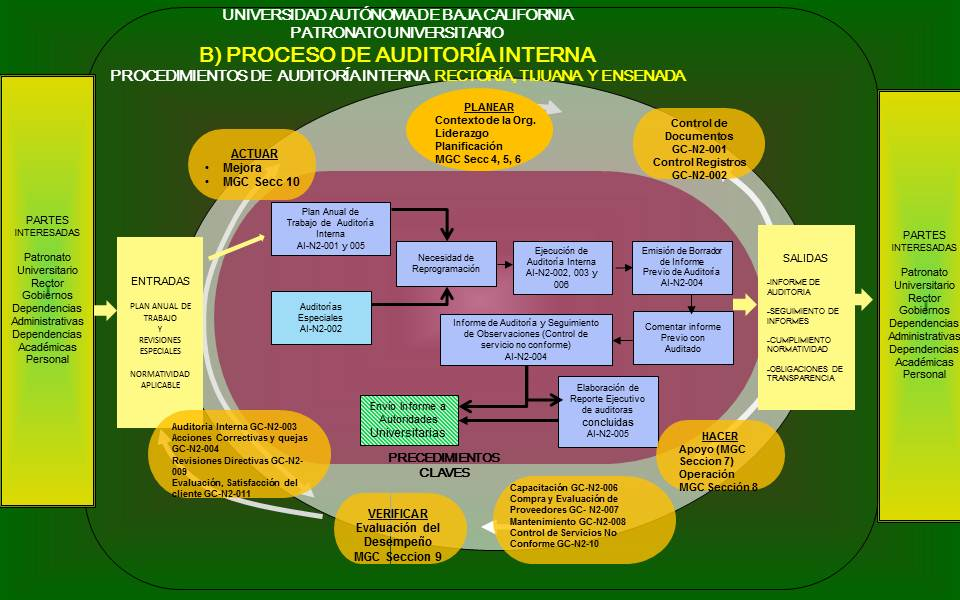 UNIVERSIDAD AUTÓNOMA DE BAJA CALIFORNIA
PATRONATO UNIVERSITARIO
B) PROCESO DE AUDITORÍA INTERNA
PROCEDIMIENTOS DE AUDITORÍA INTERNA RECTORÍA, TIJUANA Y ENSENADA
PARTES
INTERESADAS
Patronato
Universitario
Rector
Gobiernos
Dependencias
Administrativas
Dependencias
Académicas
Personal
ENTRADAS
PLAN ANUAL DE
TRABAJO
Y
REVISIONES
ESPECIALES
NORMATIVIDAD
APLICABLE
ACTUAR
• Mejora
• MGC Secc 10
PLANEAR
Contexto de la Org.
Liderazgo
Planificación
MGC Secc 4, 5, 6
Control de
Documentos
GC-N2-001
Control Registros
GC-N2-002
Plan Anual de
Trabajo de Auditoría
Interna
AI-N2-001 y 005
Necesidad de
Reprogramación
Ejecución de
Auditoría Interna
AI-N2-002, 003 y
006
Emisión de Borrador
de Informe
Previo de Auditoría
AI-N2-004
Auditorías
Especiales
AI-N2-002
Informe de Auditoría y Seguimiento
de Observaciones (Control de
servicio no conforme)
AI-N2-004
Comentar informe
Previo con
Auditado
Envío Informe a
Autoridades
Universitarias
Elaboración de
Reporte Ejecutivo
de auditoras
concluidas
AI-N2-005
PRECEDIMIENTOS
CLAVES
SALIDAS
-INFORME DE
AUDITORIA
-SEGUIMIENTO DE
INFORMES
-CUMPLIMIENTO
NORMATIVIDAD
-OBLIGACIONES DE
TRANSPARENCIA
PARTES
INTERESADAS
Patronato
Universitario
Rector
Gobiernos
Dependencias
Administrativas
Dependencias
Académicas
Personal
Auditoría Interna GC-N2-003
Acciones Correctivas y quejas
GC-N2-004
Revisiones Directivas GC-N2-
009
Evaluación, Satisfacción del
cliente GC-N2-011
VERIFICAR
Evaluación del
Desempeño
MGC Seccion 9
Capacitación GC-N2-006
Compra y Evaluación de
Proveedores GC- N2-007
Mantenimiento GC-N2-008
Control de Servicios No
Conforme GC-N2-10
HACER
Apoyo (MGC
Seccion 7)
Operación
MGC Sección 8